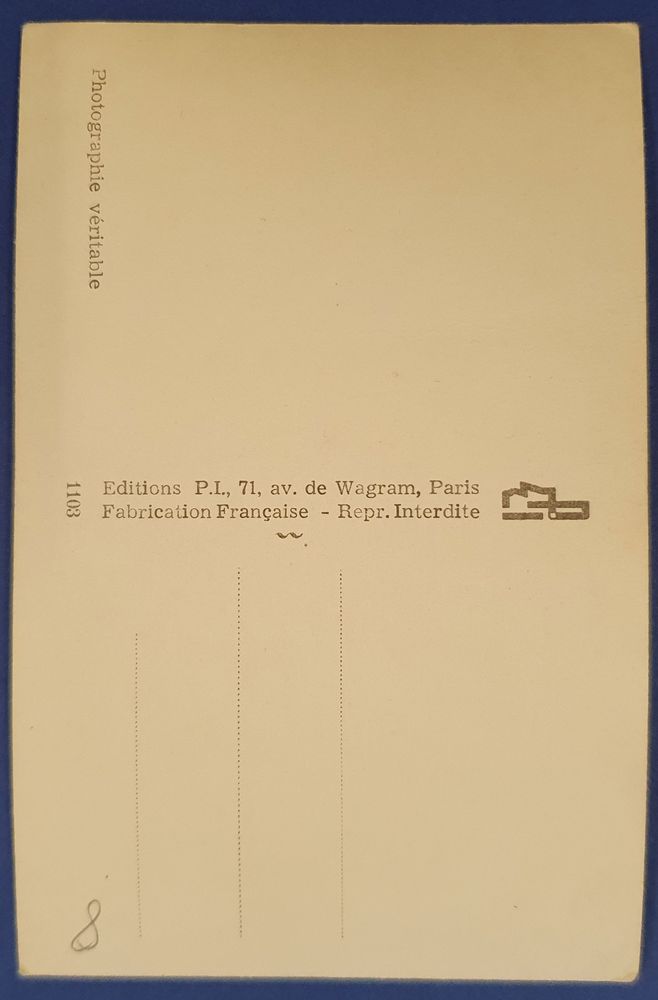 Photographie véritable
1103
Editions P.I., 71, av. de Wagram, Paris
Fabrication Française - Repr. Interdite
8